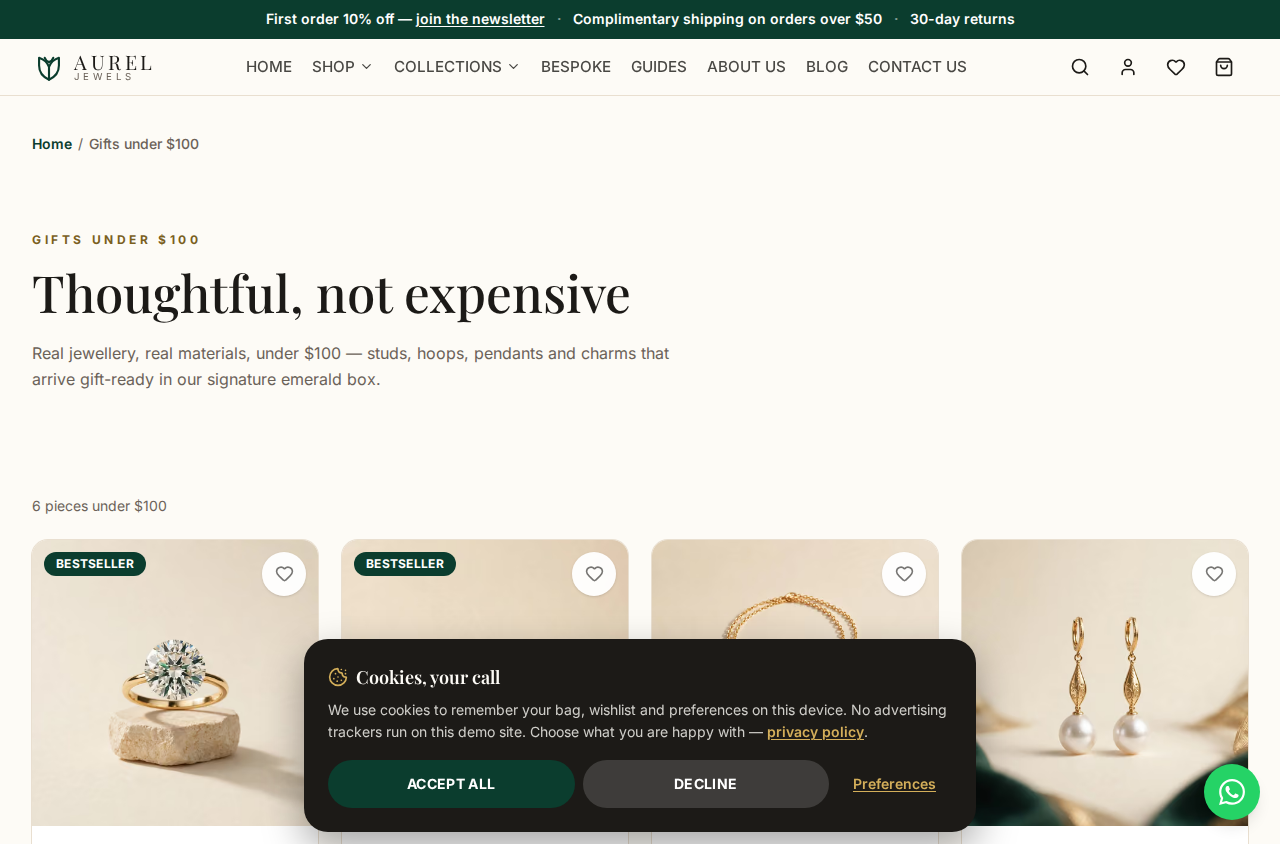 First order 10% off — join the newsletter · Complimentary shipping on orders over $50 · 30-day returns
AUREL
JEWELS
HOME SHOP COLLECTIONS BESPOKE GUIDES ABOUT US BLOG CONTACT US
Home / Gifts under $100
GIFTS UNDER $100
Thoughtful, not expensive
Real jewellery, real materials, under $100 — studs, hoops, pendants and charms that
arrive gift-ready in our signature emerald box.
6 pieces under $100
BESTSELLER
BESTSELLER
Cookies, your call
We use cookies to remember your bag, wishlist and preferences on this device. No advertising
trackers run on this demo site. Choose what you are happy with — privacy policy.
ACCEPT ALL
DECLINE
Preferences